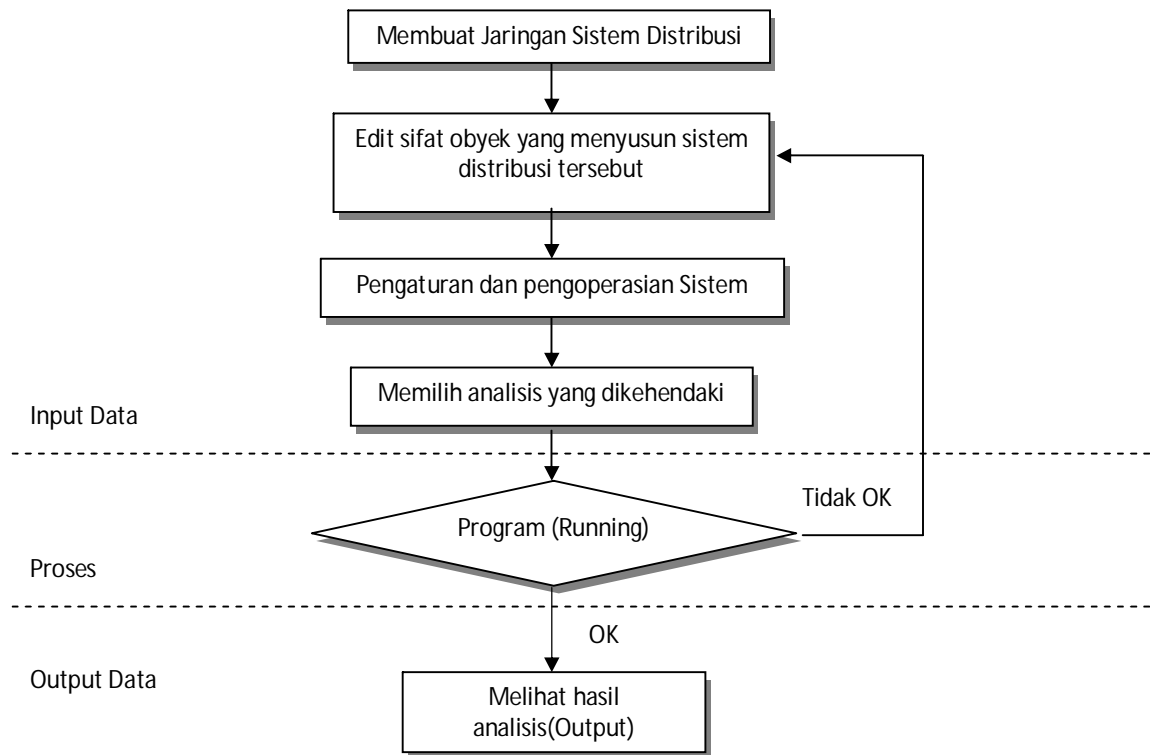 Membuat Jaringan Sistem Distribusi
Edit sifat obyek yang menyusun sistem
distribusi tersebut
Pengaturan dan pengoperasian Sistem
Memilih analisis yang dikehendaki
Input Data
Tidak OK
Program (Running)
Proses
OK
Output Data
Melihat hasil
analisis(Output)